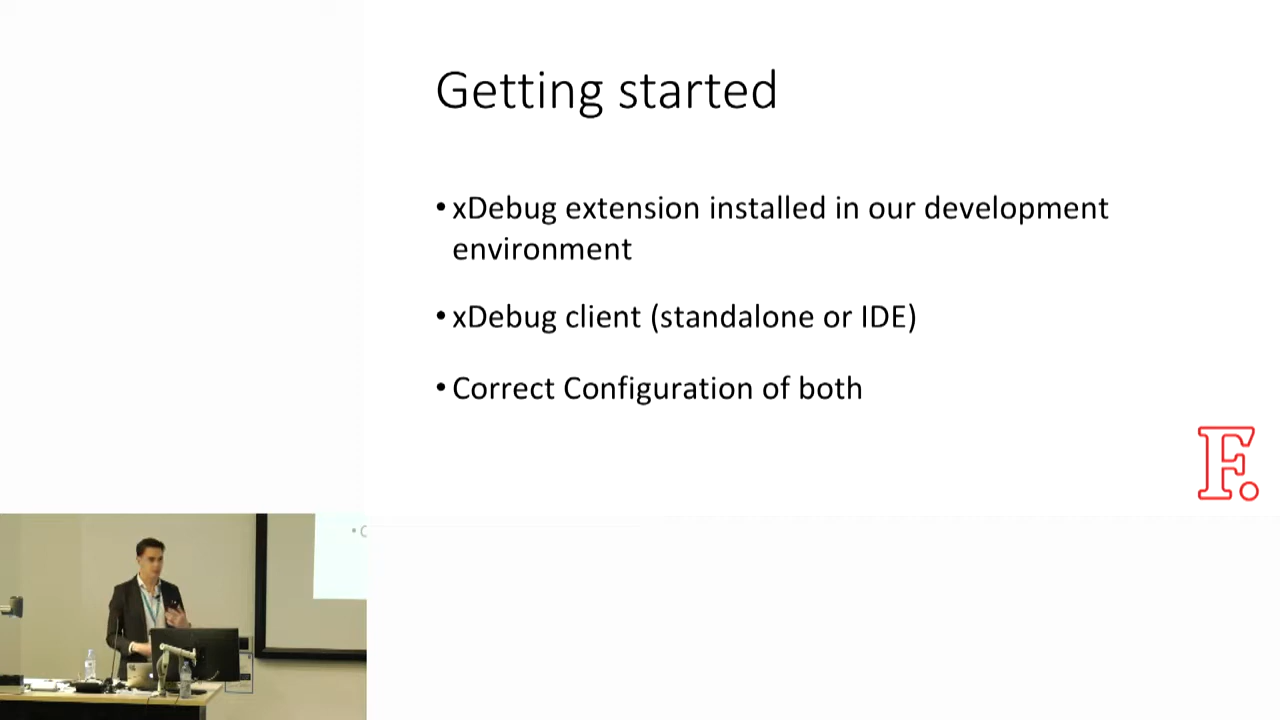 Getting started
• xDebug extension installed in our development
environment
• xDebug client (standalone or IDE)
• Correct Configuration of both
F.